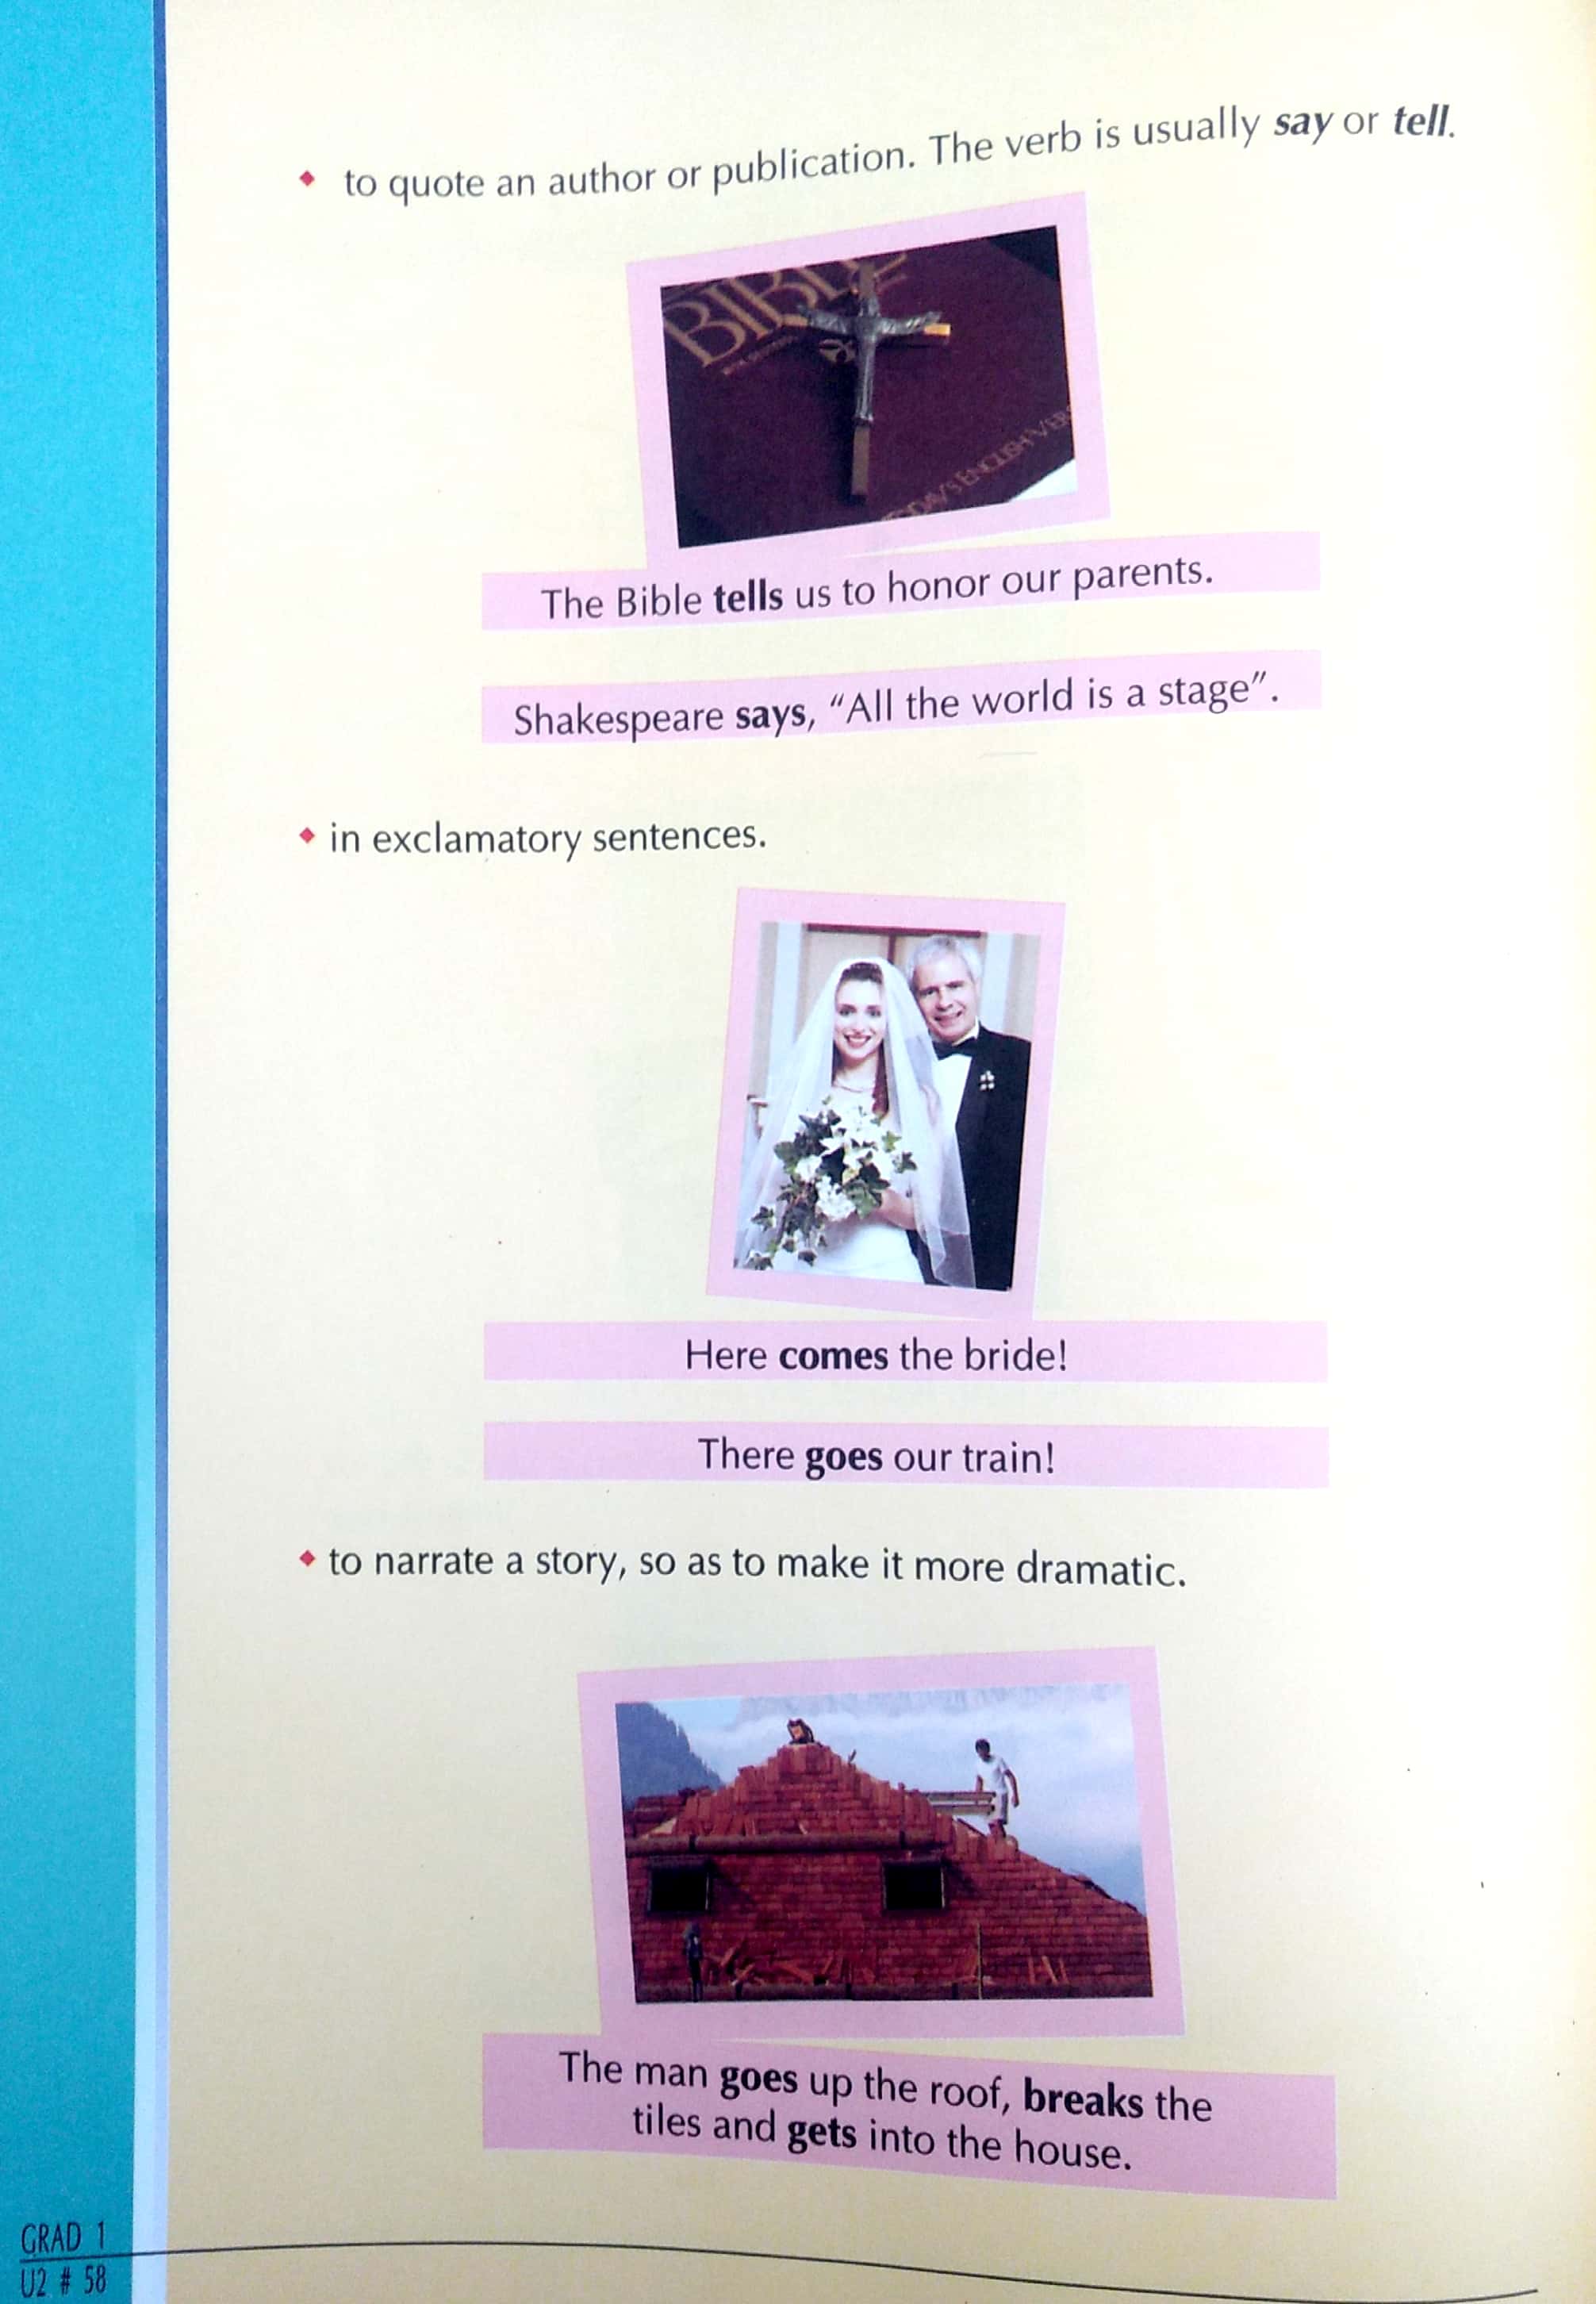 ◆ to quote an author or publication. The verb is usually say or tell.
BIBLE
TODAY'S ENGLISH VERS
The Bible tells us to honor our parents.
Shakespeare says, “All the world is a stage”.
◆ in exclamatory sentences.
Here comes the bride!
There goes our train!
◆ to narrate a story, so as to make it more dramatic.
The man goes up the roof, breaks the
tiles and gets into the house.
GRAD 1
U2 # 58